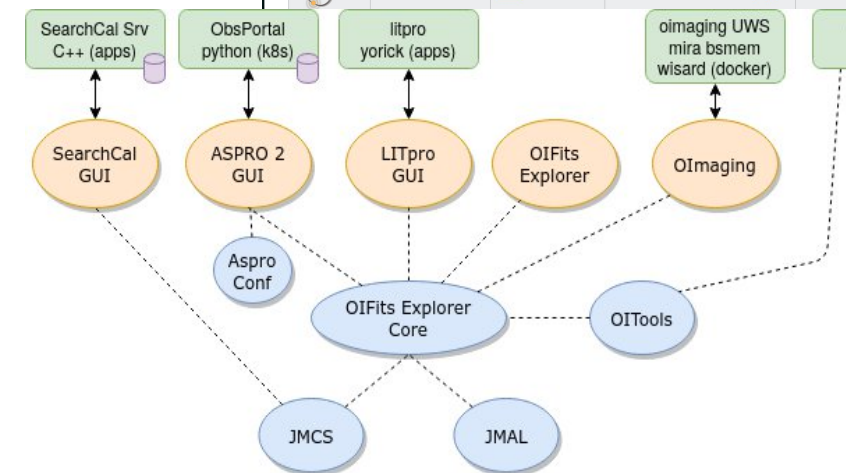 SearchCal Srv
C++ (apps)
ObsPortal
python (k8s)
litpro
yorick (apps)
oimaging UWS
mira bsmem
wisard (docker)
SearchCal
GUI
ASPRO 2
GUI
LITpro
GUI
OIFits
Explorer
OImaging
Aspro
Conf
OIFits Explorer
Core
OITools
JMCS
JMAL